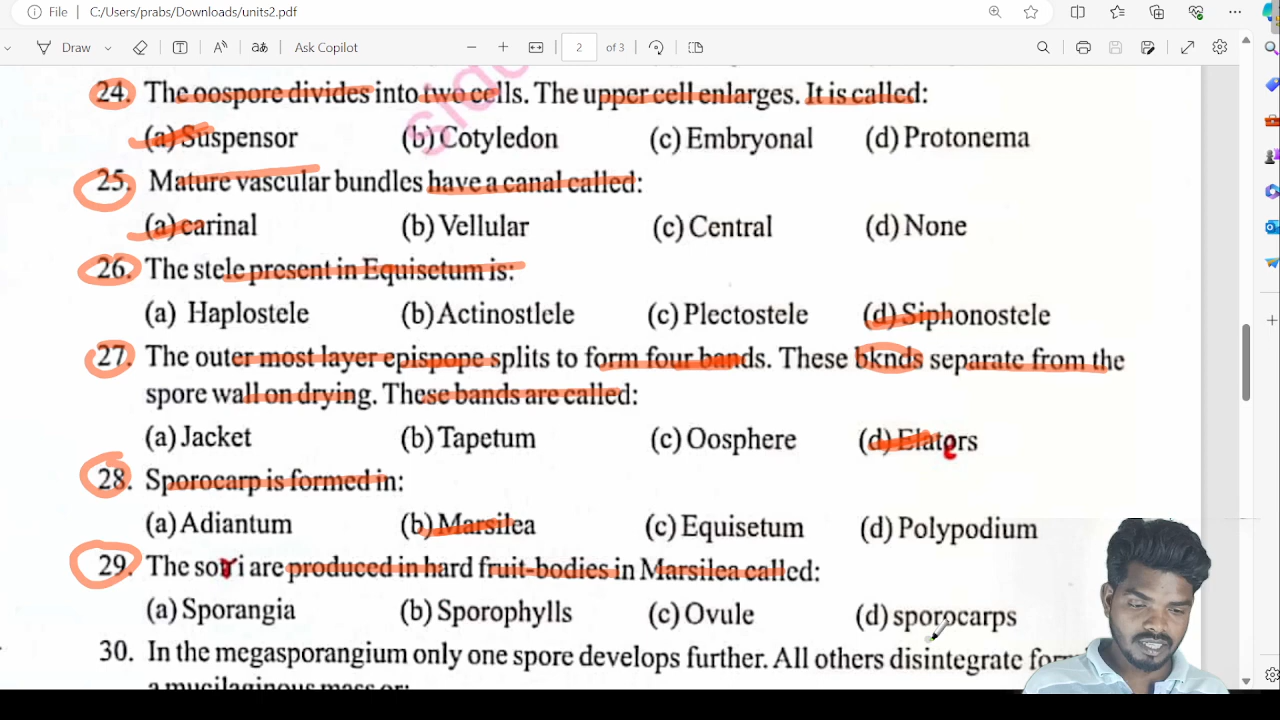 File C:/Users/prabs/Downloads/units2.pdf
Draw Ask Copilot 2 of 3
24. The oospore divides into two cells. The upper cell enlarges. It is called:
(a) Suspensor (b) Cotyledon (c) Embryonal (d) Protonema
25. Mature vascular bundles have a canal called:
(a) carinal (b) Vellular (c) Central (d) None
26. The stele present in Equisetum is:
(a) Haplostele (b) Actinostlele (c) Plectostele (d) Siphonostele
27. The outer most layer epispope splits to form four bands. These bknds separate from the
spore wall on drying. These bands are called:
(a) Jacket (b) Tapetum (c) Oosphere (d) Elaters
28. Sporocarp is formed in:
(a) Adiantum (b) Marsilea (c) Equisetum (d) Polypodium
29. The sori are produced in hard fruit-bodies in Marsilea called:
(a) Sporangia (b) Sporophylls (c) Ovule (d) sporocarps
30. In the megasporangium only one spore develops further. All others disintegrate
a mucilaginous mass or: